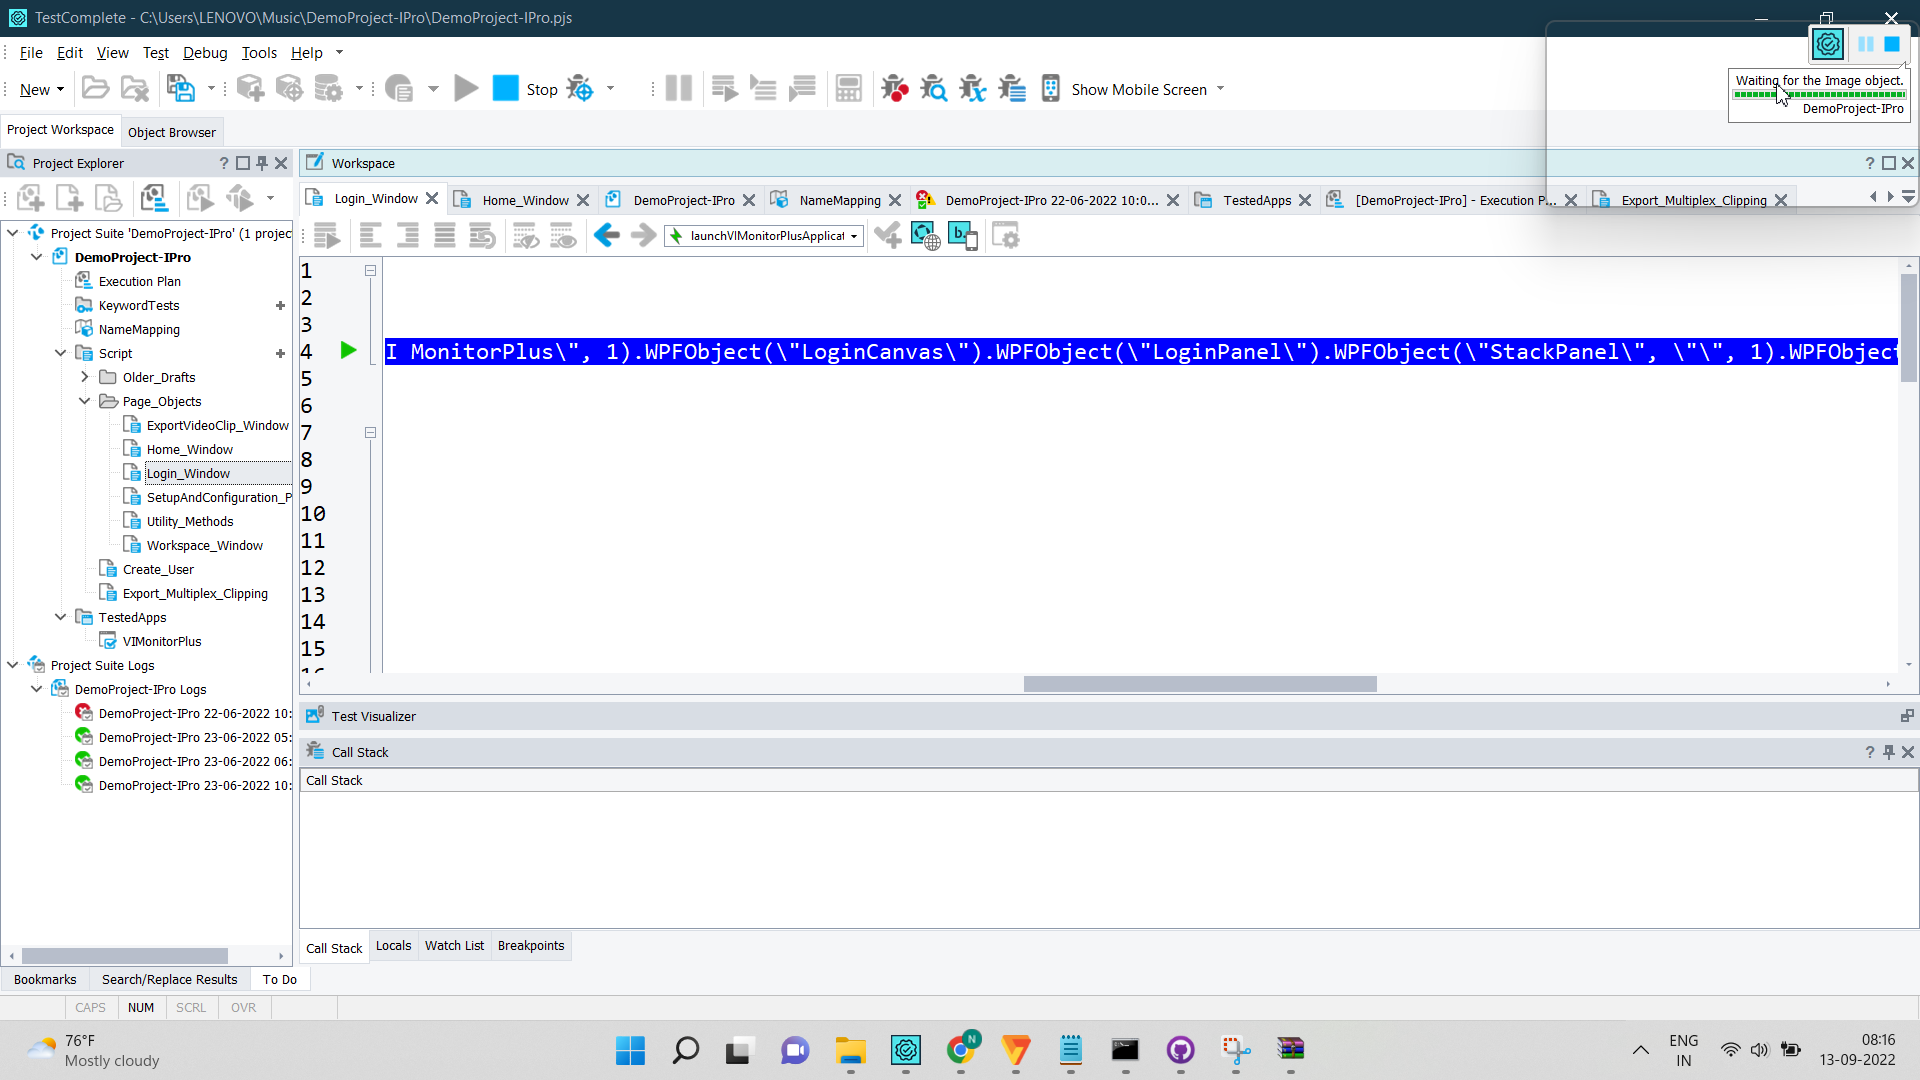 TestComplete - C:\Users\LENOVO\Music\DemoProject-IPro\DemoProject-IPro.pjs
File Edit View Test Debug Tools Help
New Stop Show Mobile Screen
Waiting for the Image object.
DemoProject-IPro
Project Workspace Object Browser
Project Explorer
Workspace
Login_Window Home_Window DemoProject-IPro NameMapping DemoProject-IPro 22-06-2022 10:0... TestedApps [DemoProject-IPro] - Execution P... Export_Multiplex_Clipping
launchVIMonitorPlusApplicat
Project Suite 'DemoProject-IPro' (1 projec
DemoProject-IPro
Execution Plan
KeywordTests
NameMapping
Script
Older_Drafts
Page_Objects
ExportVideoClip_Window
Home_Window
Login_Window
SetupAndConfiguration_P
Utility_Methods
Workspace_Window
Create_User
Export_Multiplex_Clipping
TestedApps
VIMonitorPlus
Project Suite Logs
DemoProject-IPro Logs
DemoProject-IPro 22-06-2022 10:
DemoProject-IPro 23-06-2022 05:
DemoProject-IPro 23-06-2022 06:
DemoProject-IPro 23-06-2022 10:
1
2
3
4 I MonitorPlus\", 1).WPFObject(\"LoginCanvas\").WPFObject(\"LoginPanel\").WPFObject(\"StackPanel\", \"\", 1).WPFObject
5
6
7
8
9
10
11
12
13
14
15
16
Test Visualizer
Call Stack
Call Stack
Call Stack Locals Watch List Breakpoints
Bookmarks Search/Replace Results To Do
CAPS NUM SCRL OVR
76°F
Mostly cloudy
N
b.
ENG
IN
08:16
13-09-2022